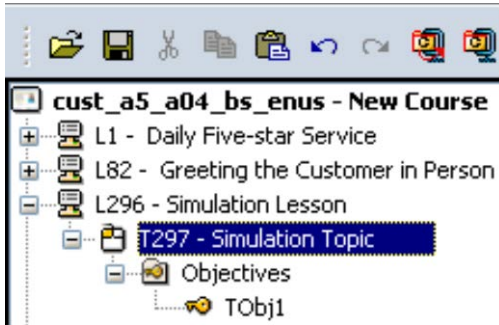 cust_a5_a04_bs_enus - New Course
L1 - Daily Five-star Service
L82 - Greeting the Customer in Person
L296 - Simulation Lesson
T297 - Simulation Topic
Objectives
TObj1